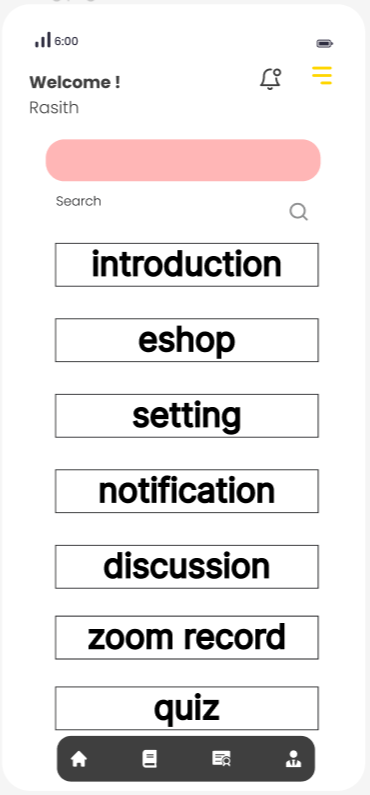 6:00
Welcome !
Rasith
Search
introduction
eshop
setting
notification
discussion
zoom record
quiz